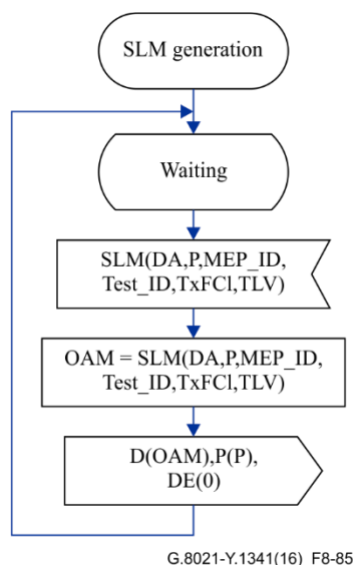 SLM generation
Waiting
SLM(DA,P,MEP_ID,
Test_ID,TxFCl,TLV)
OAM = SLM(DA,P,MEP_ID,
Test_ID,TxFCl,TLV)
D(OAM),P(P),
DE(0)
G.8021-Y.1341(16)_F8-85